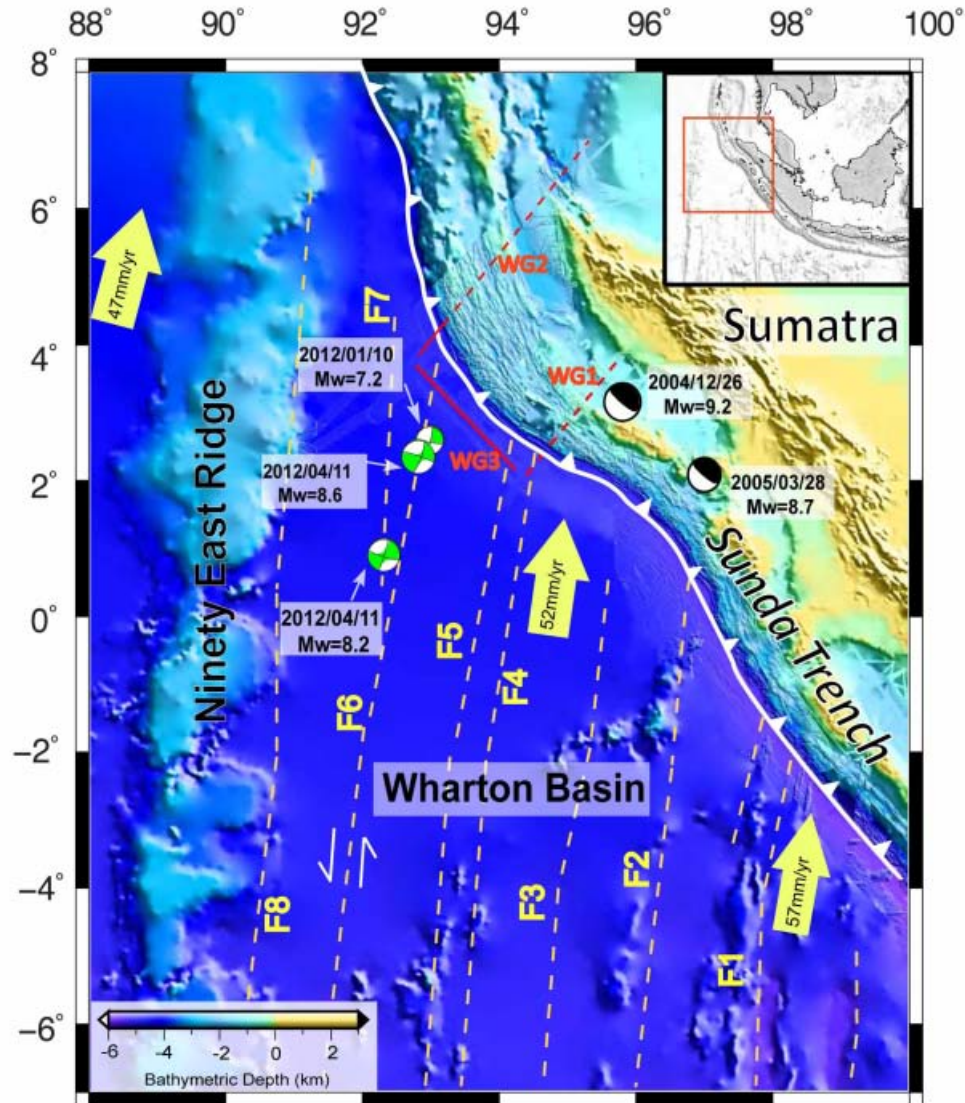 88° 90° 92° 94° 96° 98° 100°
8°
6°
4°
2°
0°
−2°
−4°
−6°
47mm/yr
WG2
F7
Sumatra
2012/01/10
Mw=7.2
WG1
2004/12/26
Mw=9.2
WG3
2012/04/11
Mw=8.6
2005/03/28
Mw=8.7
Ninety East Ridge
52mm/yr
Sunda Trench
2012/04/11
Mw=8.2
F5
F4
F6
Wharton Basin
F8
F3
F2
F1
57mm/yr
-6 -4 -2 0 2
Bathymetric Depth (km)